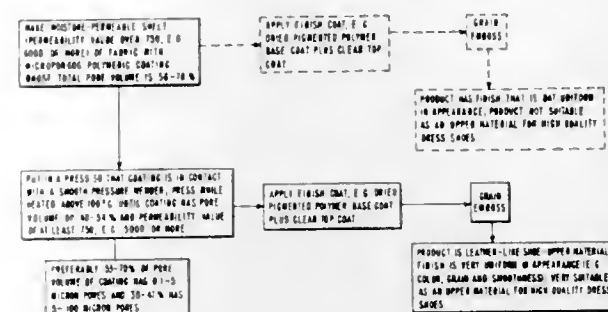 MAKE MOISTURE-PERMEABLE SHEET
(PERMEABILITY VALUE OVER 750, E.G.
6000 OR MORE) OF FABRIC WITH
MICROPOROUS POLYMERIC COATING
WHOSE TOTAL PORE VOLUME IS 56-70 %
APPLY FINISH COAT, E.G.
DRIED PIGMENTED POLYMER
BASE COAT PLUS CLEAR TOP
COAT
GRAIN
EMBOSS
PRODUCT HAS FINISH THAT IS NOT UNIFORM
IN APPEARANCE, PRODUCT NOT SUITABLE
AS AN UPPER MATERIAL FOR HIGH QUALITY
DRESS SHOES
PUT IN A PRESS SO THAT COATING IS IN CONTACT
WITH A SMOOTH PRESSURE MEMBER, PRESS WHILE
HEATED ABOVE 100°C UNTIL COATING HAS PORE
VOLUME OF 40-54 % AND PERMEABILITY VALUE
OF AT LEAST 750, E.G. 5000 OR MORE
APPLY FINISH COAT, E.G. DRIED
PIGMENTED POLYMER BASE COAT
PLUS CLEAR TOP COAT
GRAIN
EMBOSS
PREFERABLY 55-70% OF PORE
VOLUME OF COATING HAS 0.1-5
MICRON PORES AND 30-41% HAS
5-100 MICRON PORES
PRODUCT IS LEATHER-LIKE SHOE-UPPER MATERIAL
FINISH IS VERY UNIFORM IN APPEARANCE (E.G.
COLOR, GRAIN AND SMOOTHNESS) VERY SUITABLE
AS AN UPPER MATERIAL FOR HIGH QUALITY DRESS
SHOES